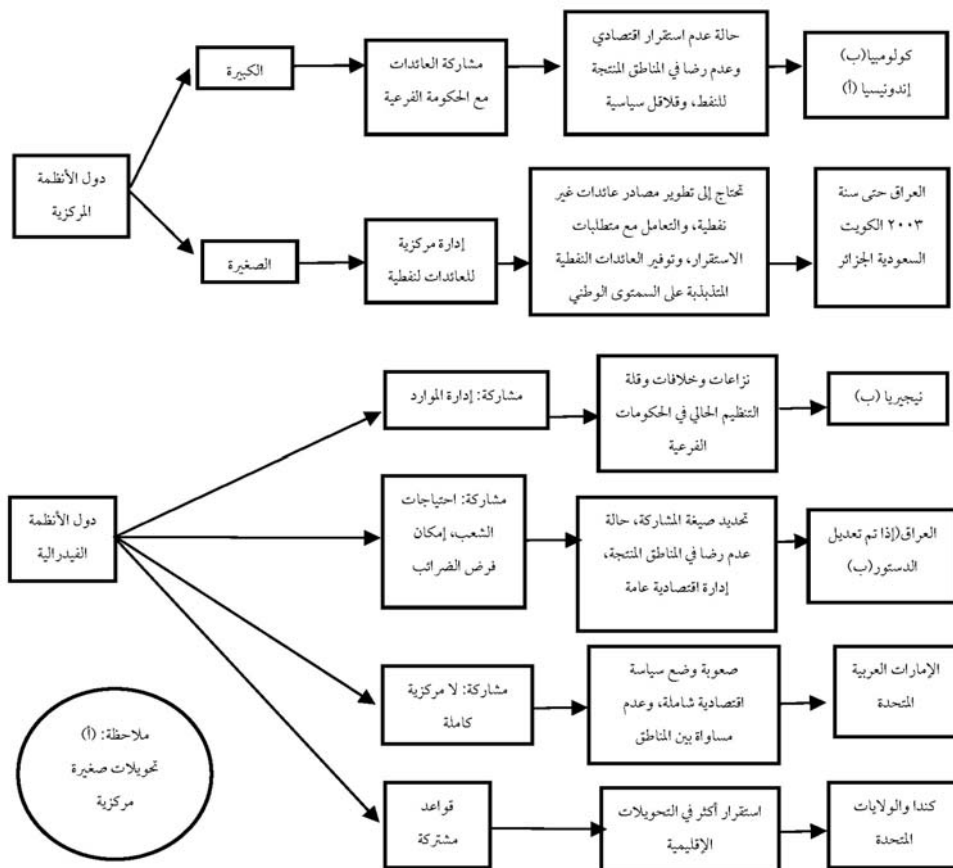 الكبيرة
مشاركة العائدات
مع الحكومة الفرعية
حالة عدم استقرار اقتصادي
وعدم رضا في المناطق المنتجة
للنفط، وقلاقل سياسية
كولومبيا(ب)
إندونيسيا (أ)
دول الأنظمة
المركزية
الصغيرة
إدارة مركزية
للعائدات لنفطية
تحتاج إلى تطوير مصادر عائدات غير
نفطية، والتعامل مع متطلبات
الاستقرار، وتوفير العائدات النفطية
المتذبذبة على السمتوى الوطني
العراق حتى سنة
٢٠٠٣ الكويت
السعودية الجزائر
دول الأنظمة
الفيدرالية
مشاركة: إدارة الموارد
نزاعات وخلافات وقلة
التنظيم الحالي في الحكومات
الفرعية
نيجيريا (ب)
مشاركة: احتياجات
الشعب، إمكان
فرض الضرائب
تحديد صيغة المشاركة، حالة
عدم رضا في المناطق المنتجة،
إدارة اقتصادية عامة
العراق(إذا تم تعديل
الدستور(ب)
مشاركة: لا مركزية
كاملة
صعوبة وضع سياسة
اقتصادية شاملة، وعدم
مساواة بين المناطق
الإمارات العربية
المتحدة
قواعد
مشتركة
استقرار أكثر في التحويلات
الإقليمية
كندا والولايات
المتحدة
ملاحظة: (أ)
تحويلات صغيرة
مركزية